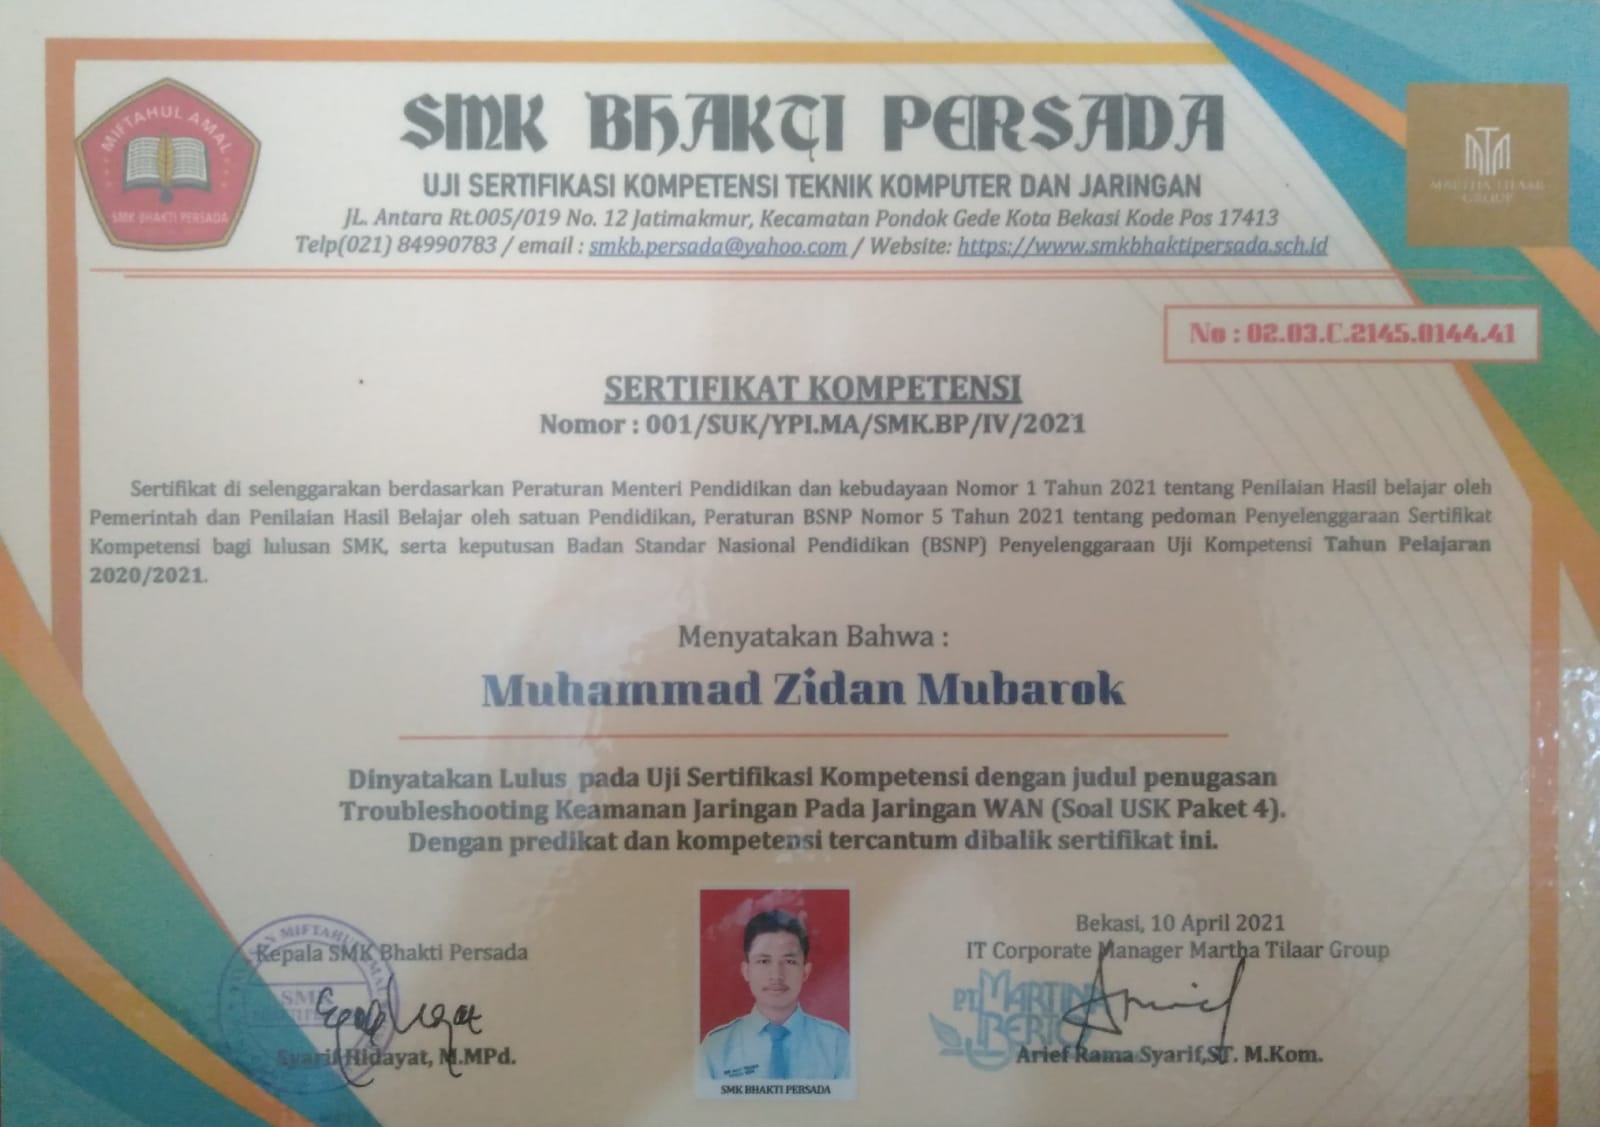 MIFTAHUL AMAL
SMK BHAKTI PERSADA
SMK BHAKTI PERSADA
UJI SERTIFIKASI KOMPETENSI TEKNIK KOMPUTER DAN JARINGAN
JL. Antara Rt.005/019 No. 12 Jatimakmur, Kecamatan Pondok Gede Kota Bekasi Kode Pos 17413
Telp(021) 84990783 / email : smkb.persada@yahoo.com / Website: https://www.smkbhaktipersada.sch.id
MARTHA TILAAR
GROUP
No : 02.03.C.2145.0144.41
SERTIFIKAT KOMPETENSI
Nomor : 001/SUK/YPI.MA/SMK.BP/IV/2021
Sertifikat di selenggarakan berdasarkan Peraturan Menteri Pendidikan dan kebudayaan Nomor 1 Tahun 2021 tentang Penilaian Hasil belajar oleh
Pemerintah dan Penilaian Hasil Belajar oleh satuan Pendidikan, Peraturan BSNP Nomor 5 Tahun 2021 tentang pedoman Penyelenggaraan Sertifikat
Kompetensi bagi lulusan SMK, serta keputusan Badan Standar Nasional Pendidikan (BSNP) Penyelenggaraan Uji Kompetensi Tahun Pelajaran
2020/2021.
Menyatakan Bahwa :
Muhammad Zidan Mubarok
Dinyatakan Lulus pada Uji Sertifikasi Kompetensi dengan judul penugasan
Troubleshooting Keamanan Jaringan Pada Jaringan WAN (Soal USK Paket 4).
Dengan predikat dan kompetensi tercantum dibalik sertifikat ini.
Kepala SMK Bhakti Persada
MIFTAHUL
SMK
Syarif Hidayat, M.MPd.
SMK BHAKTI PERSADA
Bekasi, 10 April 2021
IT Corporate Manager Martha Tilaar Group
PT. MARTINA
BERTO
Arief Rama Syarif,ST. M.Kom.